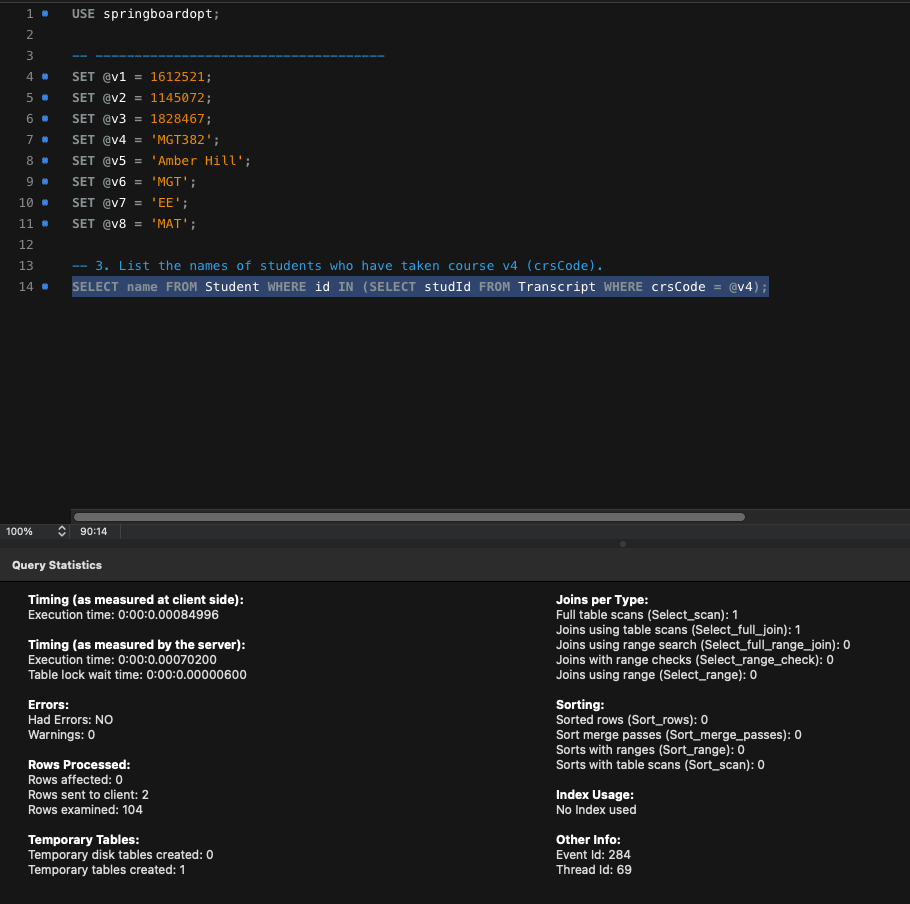 1 USE springboardopt;
2
3 -- -------------------------------------
4 SET @v1 = 1612521;
5 SET @v2 = 1145072;
6 SET @v3 = 1828467;
7 SET @v4 = 'MGT382';
8 SET @v5 = 'Amber Hill';
9 SET @v6 = 'MGT';
10 SET @v7 = 'EE';
11 SET @v8 = 'MAT';
12
13 -- 3. List the names of students who have taken course v4 (crsCode).
14 SELECT name FROM Student WHERE id IN (SELECT studId FROM Transcript WHERE crsCode = @v4);
100% 90:14
Query Statistics
Timing (as measured at client side):
Execution time: 0:00:0.00084996
Timing (as measured by the server):
Execution time: 0:00:0.00070200
Table lock wait time: 0:00:0.00000600
Errors:
Had Errors: NO
Warnings: 0
Rows Processed:
Rows affected: 0
Rows sent to client: 2
Rows examined: 104
Temporary Tables:
Temporary disk tables created: 0
Temporary tables created: 1
Joins per Type:
Full table scans (Select_scan): 1
Joins using table scans (Select_full_join): 1
Joins using range search (Select_full_range_join): 0
Joins with range checks (Select_range_check): 0
Joins using range (Select_range): 0
Sorting:
Sorted rows (Sort_rows): 0
Sort merge passes (Sort_merge_passes): 0
Sorts with ranges (Sort_range): 0
Sorts with table scans (Sort_scan): 0
Index Usage:
No Index used
Other Info:
Event Id: 284
Thread Id: 69